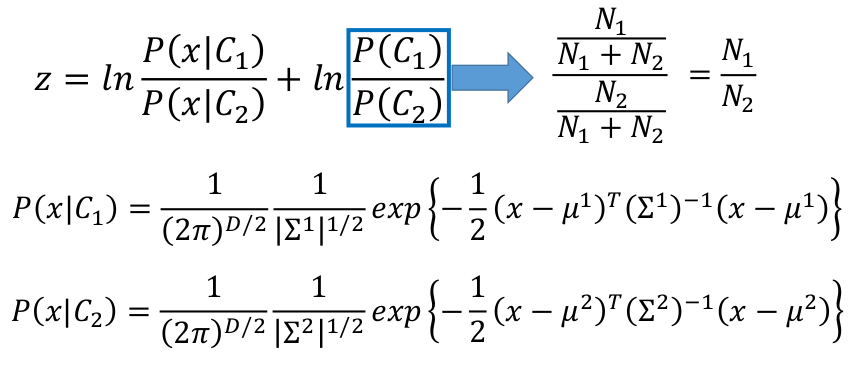 z = ln P(x|C₁)/P(x|C₂) + ln P(C₁)/P(C₂) (N₁/(N₁ + N₂))/(N₂/(N₁ + N₂)) = N₁/N₂
P(x|C₁) = 1/(2π)^{D/2} 1/|Σ¹|^{1/2} exp{−1/2 (x − μ¹)ᵀ(Σ¹)⁻¹(x − μ¹)}
P(x|C₂) = 1/(2π)^{D/2} 1/|Σ²|^{1/2} exp{−1/2 (x − μ²)ᵀ(Σ²)⁻¹(x − μ²)}